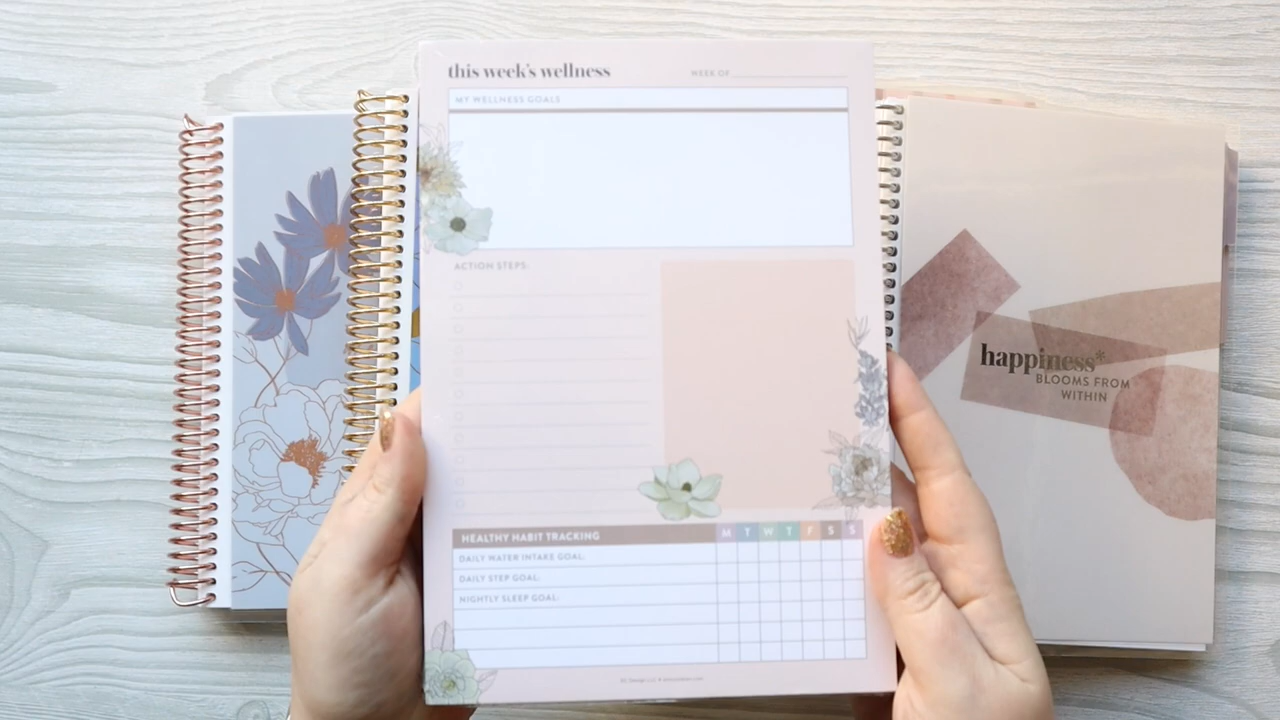 this week's wellness
WEEK OF
MY WELLNESS GOALS
ACTION STEPS:
HEALTHY HABIT TRACKING M T W T F S S
DAILY WATER INTAKE GOAL:
DAILY STEP GOAL:
NIGHTLY SLEEP GOAL:
happiness*
BLOOMS FROM
WITHIN